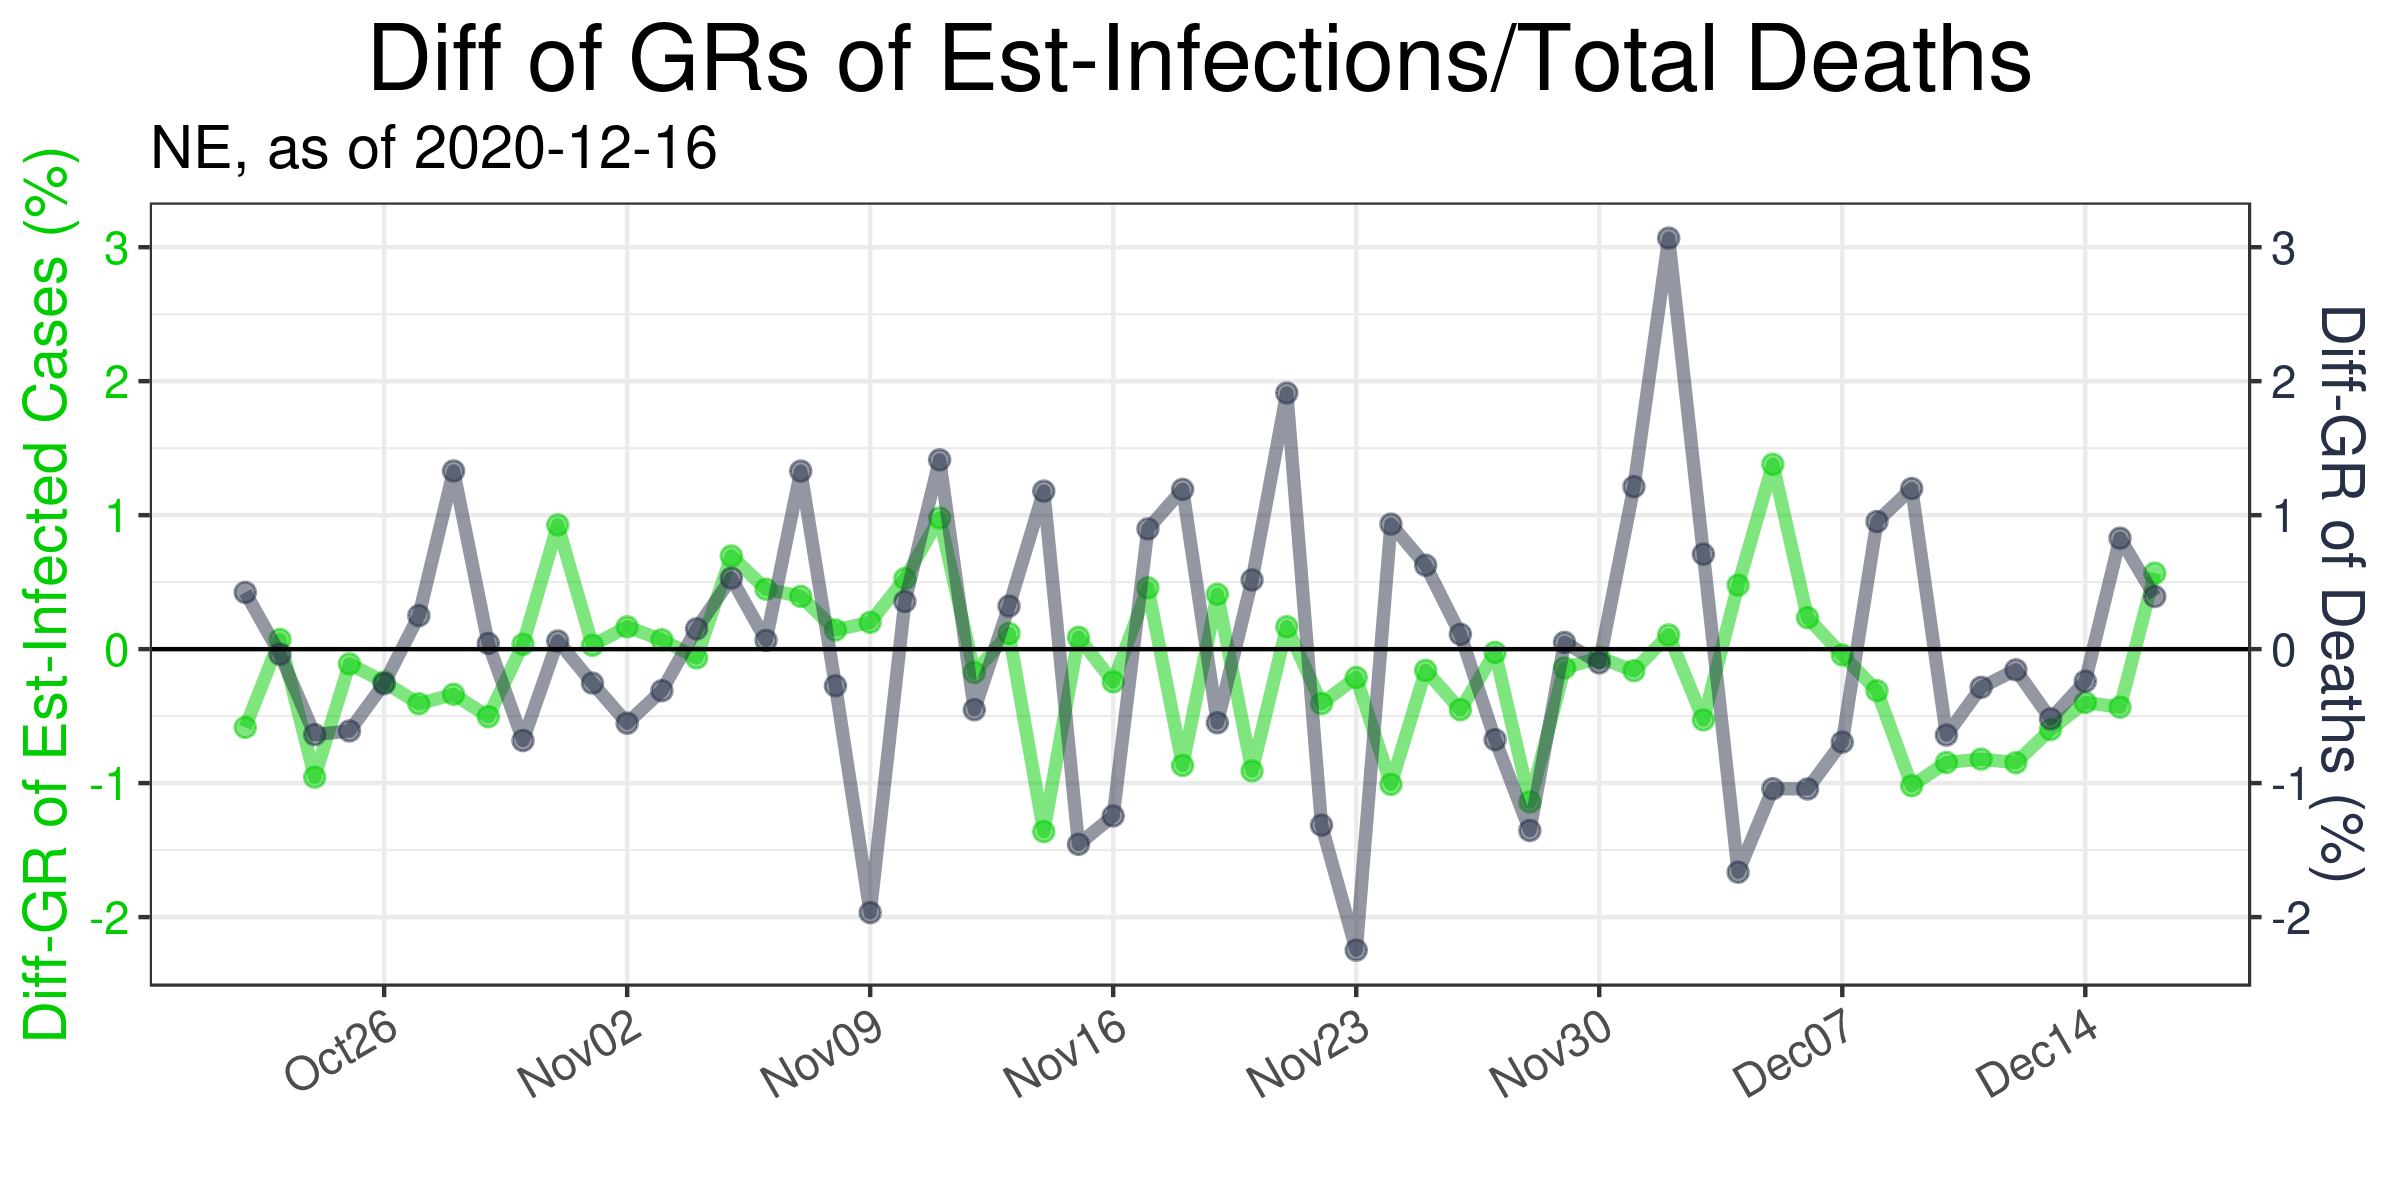 Diff of GRs of Est-Infections/Total Deaths
NE, as of 2020-12-16
Diff-GR of Est-Infected Cases (%)
3
2
1
0
-1
-2
3
2
1
0
-1
-2
Diff-GR of Deaths (%)
Oct26
Nov02
Nov09
Nov16
Nov23
Nov30
Dec07
Dec14